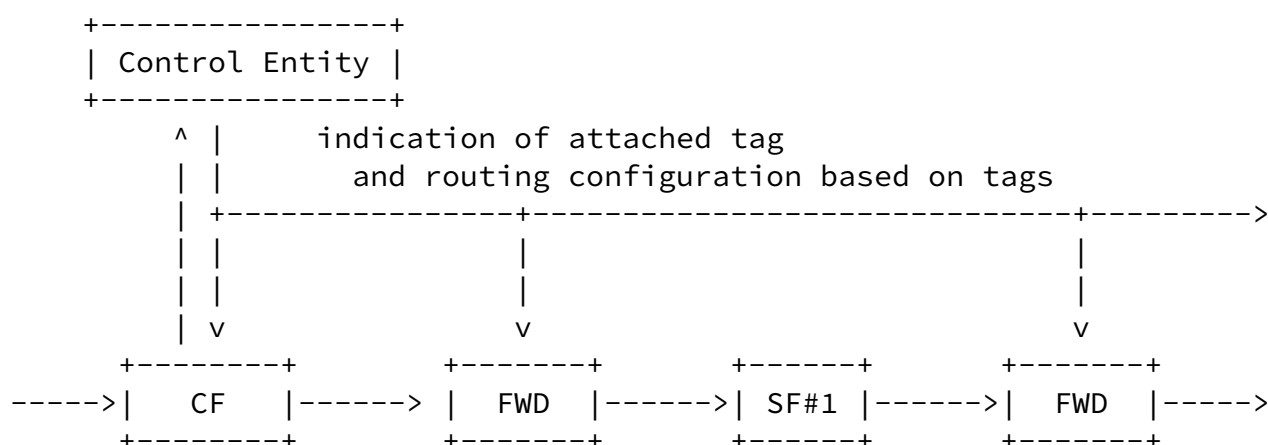 Control Entity
indication of attached tag
and routing configuration based on tags
CF FWD SF#1 FWD